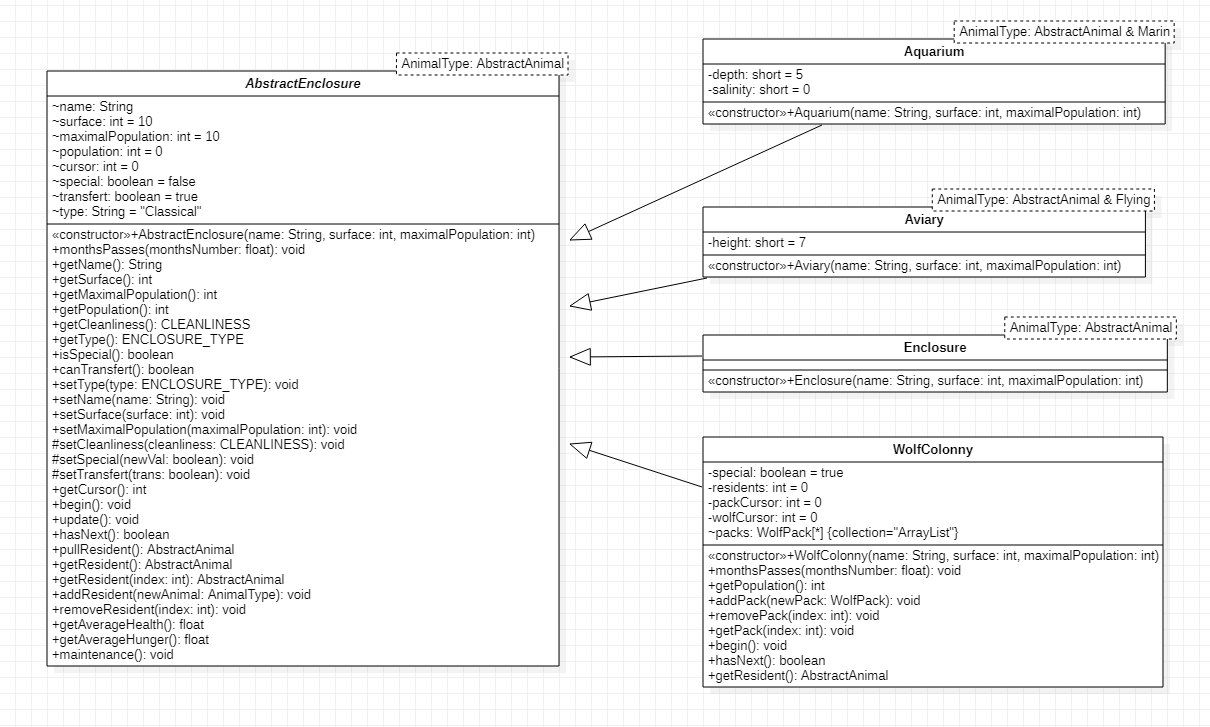 AnimalType: AbstractAnimal
AbstractEnclosure
~name: String
~surface: int = 10
~maximalPopulation: int = 10
~population: int = 0
~cursor: int = 0
~special: boolean = false
~transfert: boolean = true
~type: String = "Classical"
«constructor»+AbstractEnclosure(name: String, surface: int, maximalPopulation: int)
+monthsPasses(monthsNumber: float): void
+getName(): String
+getSurface(): int
+getMaximalPopulation(): int
+getPopulation(): int
+getCleanliness(): CLEANLINESS
+getType(): ENCLOSURE_TYPE
+isSpecial(): boolean
+canTransfert(): boolean
+setType(type: ENCLOSURE_TYPE): void
+setName(name: String): void
+setSurface(surface: int): void
+setMaximalPopulation(maximalPopulation: int): void
#setCleanliness(cleanliness: CLEANLINESS): void
#setSpecial(newVal: boolean): void
#setTransfert(trans: boolean): void
+getCursor(): int
+begin(): void
+update(): void
+hasNext(): boolean
+pullResident(): AbstractAnimal
+getResident(): AbstractAnimal
+getResident(index: int): AbstractAnimal
+addResident(newAnimal: AnimalType): void
+removeResident(index: int): void
+getAverageHealth(): float
+getAverageHunger(): float
+maintenance(): void
AnimalType: AbstractAnimal & Marin
Aquarium
-depth: short = 5
-salinity: short = 0
«constructor»+Aquarium(name: String, surface: int, maximalPopulation: int)
AnimalType: AbstractAnimal & Flying
Aviary
-height: short = 7
«constructor»+Aviary(name: String, surface: int, maximalPopulation: int)
AnimalType: AbstractAnimal
Enclosure
«constructor»+Enclosure(name: String, surface: int, maximalPopulation: int)
WolfColonny
-special: boolean = true
-residents: int = 0
-packCursor: int = 0
-wolfCursor: int = 0
~packs: WolfPack[*] {collection="ArrayList"}
«constructor»+WolfColonny(name: String, surface: int, maximalPopulation: int)
+monthsPasses(monthsNumber: float): void
+getPopulation(): int
+addPack(newPack: WolfPack): void
+removePack(index: int): void
+getPack(index: int): void
+begin(): void
+hasNext(): boolean
+getResident(): AbstractAnimal